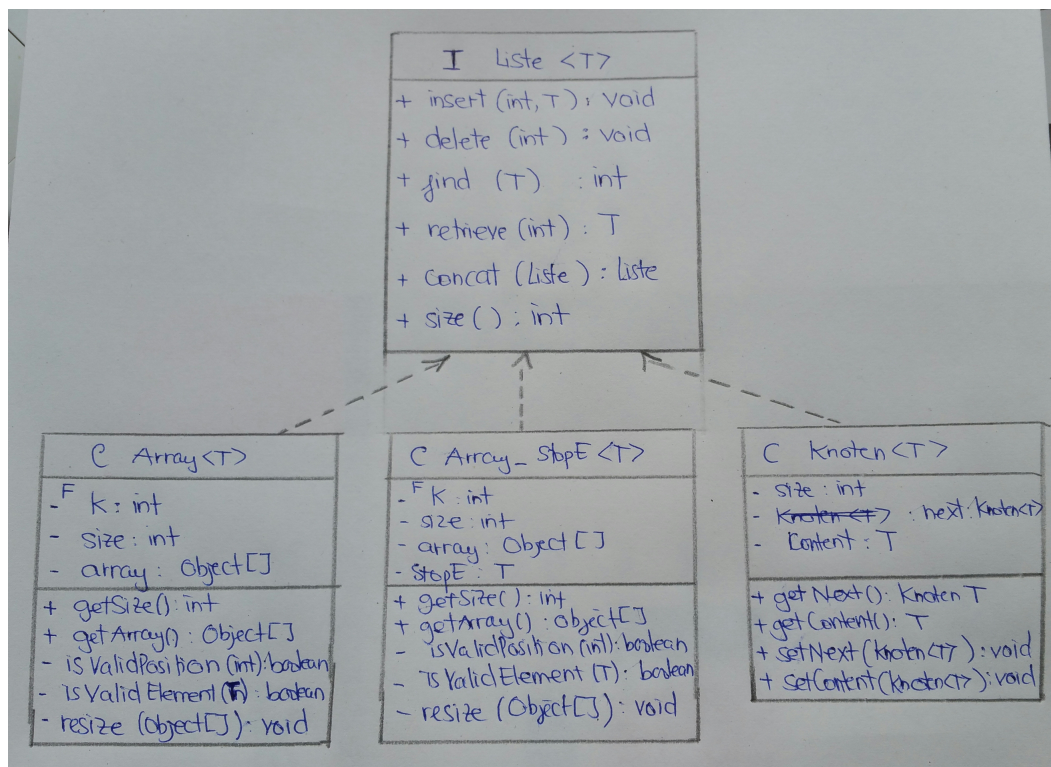 I Liste <T>
+ insert (int, T) : void
+ delete (int) : void
+ find (T) : int
+ retrieve (int) : T
+ concat (Liste) : Liste
+ size () : int
C Array<T>
- F K : int
- size : int
- array : Object []
+ getSize() : int
+ getArray() : Object[]
- isValidPosition (int) : boolean
- isValidElement (T) : boolean
- resize (Object[]) : void
C Array_StopE <T>
- F K : int
- size : int
- array : Object []
- StopE : T
+ getSize () : int
+ getArray() : Object[]
- isValidPosition (int) : boolean
- isValidElement (T) : boolean
- resize (Object[]) : void
C Knoten <T>
- size : int
- Knoten <T> : next : Knoten<T>
- Content : T
+ getNext() : Knoten T
+ getContent() : T
+ setNext (Knoten<T>) : void
+ setContent (Knoten<T>) : void